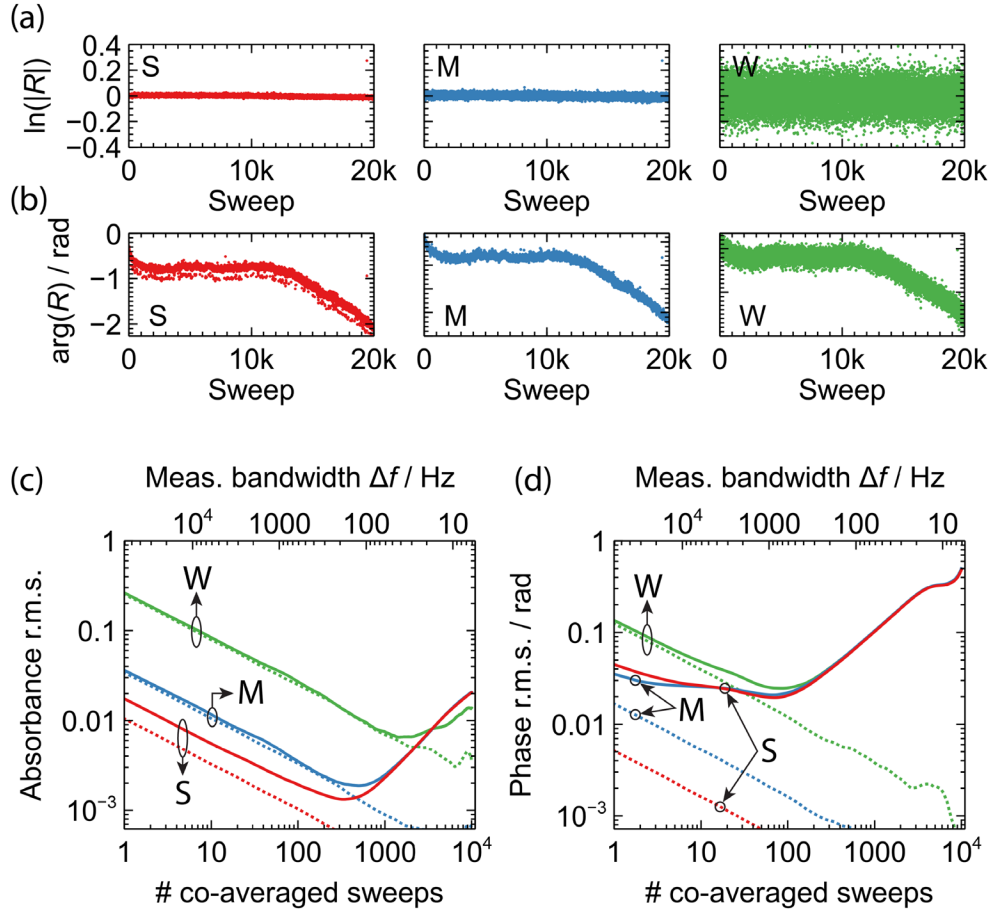 (a)
ln(|R|)
0.4
0.2
0
−0.2
−0.4
S
M
W
0 10k 20k
0 10k 20k
0 10k 20k
Sweep
Sweep
Sweep
(b)
arg(R) / rad
0
−1
−2
S
M
W
0 10k 20k
0 10k 20k
0 10k 20k
Sweep
Sweep
Sweep
(c)
Meas. bandwidth Δf / Hz
10⁴ 1000 100 10
Absorbance r.m.s.
1
0.1
0.01
10⁻³
W
M
S
1 10 100 1000 10⁴
# co-averaged sweeps
(d)
Meas. bandwidth Δf / Hz
10⁴ 1000 100 10
Phase r.m.s. / rad
1
0.1
0.01
10⁻³
W
M
S
1 10 100 1000 10⁴
# co-averaged sweeps